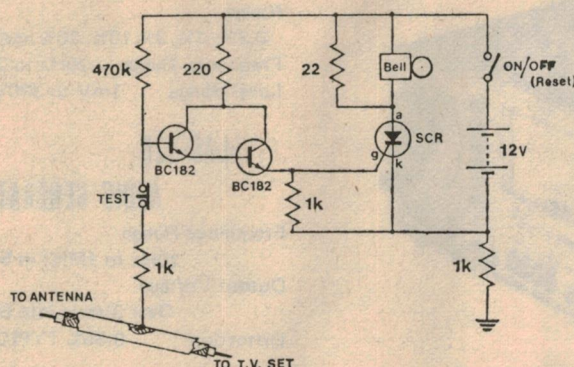 470k
220
22
Bell
ON/OFF
(Reset)
a
SCR
g
k
12V
BC182
BC182
TEST
1k
1k
1k
TO ANTENNA
TO T.V. SET